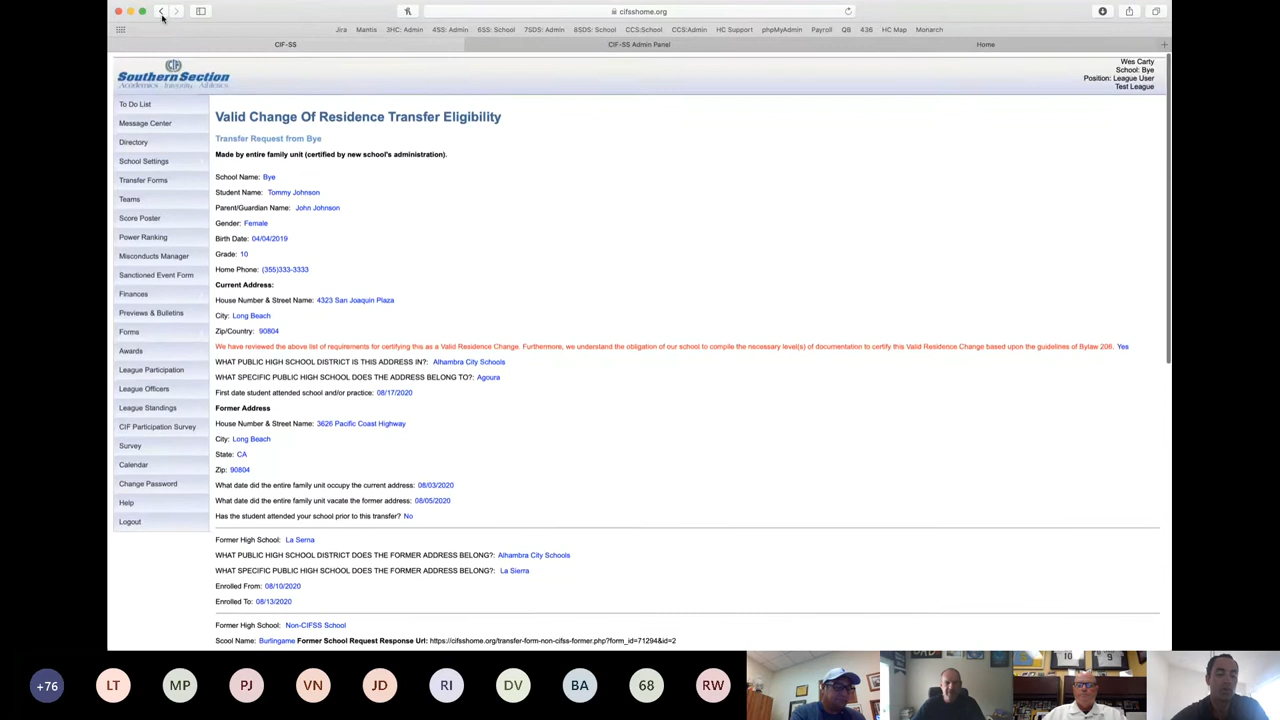 cifsshome.org
Jira Mantis 3HC: Admin 4SS: Admin 6SS: School 7SDS: Admin 8SDS: School CCS:School CCS:Admin HC Support phpMyAdmin Payroll QB 436 HC Map Monarch
CIF-SS CIF-SS Admin Panel Home
CIF
Southern Section
Academics Integrity Athletics
Wes Carty
School: Bye
Position: League User
Test League
To Do List
Message Center
Directory
School Settings
Transfer Forms
Teams
Score Poster
Power Ranking
Misconducts Manager
Sanctioned Event Form
Finances
Previews & Bulletins
Forms
Awards
League Participation
League Officers
League Standings
CIF Participation Survey
Survey
Calendar
Change Password
Help
Logout
Valid Change Of Residence Transfer Eligibility
Transfer Request from Bye
Made by entire family unit (certified by new school's administration).
School Name: Bye
Student Name: Tommy Johnson
Parent/Guardian Name: John Johnson
Gender: Female
Birth Date: 04/04/2019
Grade: 10
Home Phone: (355)333-3333
Current Address:
House Number & Street Name: 4323 San Joaquin Plaza
City: Long Beach
Zip/Country: 90804
We have reviewed the above list of requirements for certifying this as a Valid Residence Change. Furthermore, we understand the obligation of our school to compile the necessary level(s) of documentation to certify this Valid Residence Change based upon the guidelines of Bylaw 206. Yes
WHAT PUBLIC HIGH SCHOOL DISTRICT IS THIS ADDRESS IN?: Alhambra City Schools
WHAT SPECIFIC PUBLIC HIGH SCHOOL DOES THE ADDRESS BELONG TO?: Agoura
First date student attended school and/or practice: 08/17/2020
Former Address
House Number & Street Name: 3626 Pacific Coast Highway
City: Long Beach
State: CA
Zip: 90804
What date did the entire family unit occupy the current address: 08/03/2020
What date did the entire family unit vacate the former address: 08/05/2020
Has the student attended your school prior to this transfer? No
Former High School: La Serna
WHAT PUBLIC HIGH SCHOOL DISTRICT DOES THE FORMER ADDRESS BELONG?: Alhambra City Schools
WHAT SPECIFIC PUBLIC HIGH SCHOOL DOES THE FORMER ADDRESS BELONG?: La Sierra
Enrolled From: 08/10/2020
Enrolled To: 08/13/2020
Former High School: Non-CIFSS School
Scool Name: Burlingame Former School Request Response Url: https://cifsshome.org/transfer-form-non-cifss-former.php?form_id=71294&id=2
+76 LT MP PJ VN JD RI DV BA 68 RW
10 9